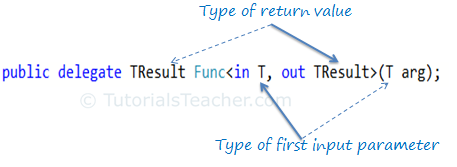 Type of return value
public delegate TResult Func<in T, out TResult>(T arg);
© TutorialsTeacher.com
Type of first input parameter